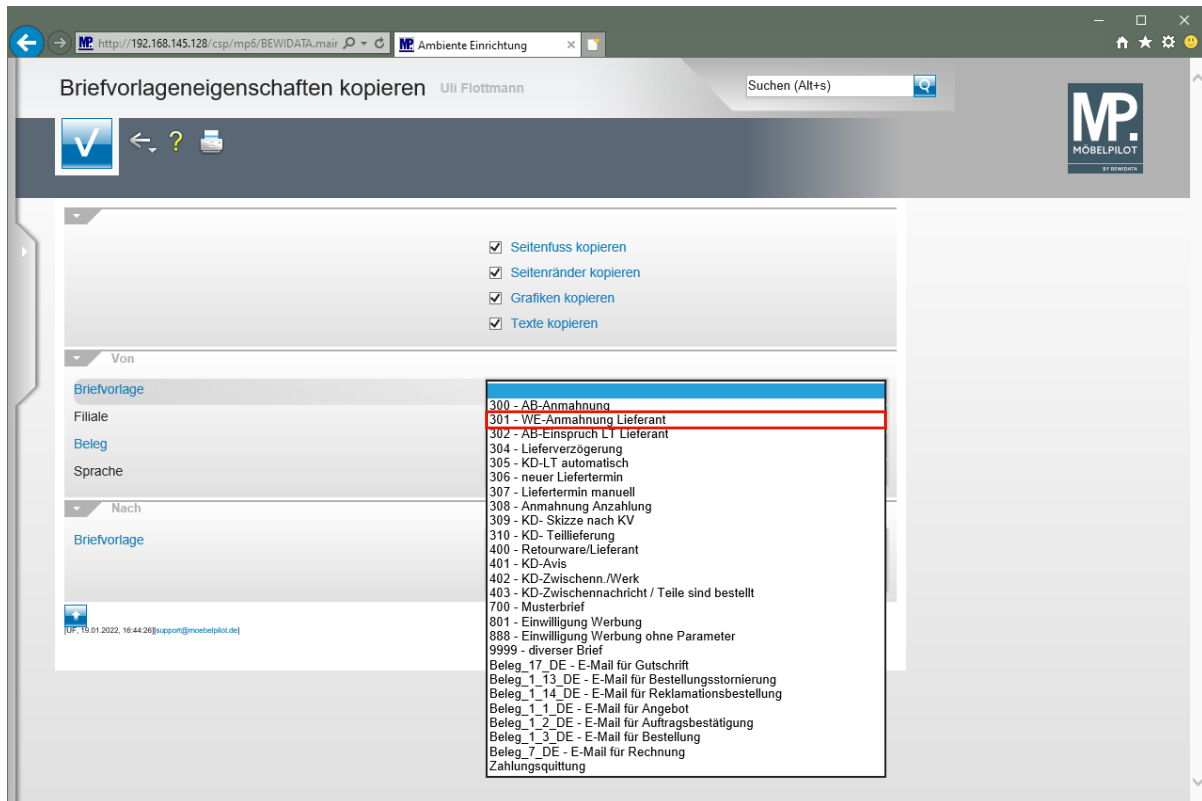 http://192.168.145.128/csp/mp6/BEWIDATA.mair
MP. Ambiente Einrichtung
Briefvorlageneigenschaften kopieren Uli Flottmann
Suchen (Alt+s)
MP.
MÖBELPILOT
BY BEWIDATA
Seitenfuss kopieren
Seitenränder kopieren
Grafiken kopieren
Texte kopieren
Von
Briefvorlage
Filiale
Beleg
Sprache
300 - AB-Anmahnung
301 - WE-Anmahnung Lieferant
302 - AB-Einspruch LT Lieferant
304 - Lieferverzögerung
305 - KD-LT automatisch
306 - neuer Liefertermin
307 - Liefertermin manuell
308 - Anmahnung Anzahlung
309 - KD- Skizze nach KV
310 - KD- Teillieferung
400 - Retourware/Lieferant
401 - KD-Avis
402 - KD-Zwischenn./Werk
403 - KD-Zwischennachricht / Teile sind bestellt
700 - Musterbrief
801 - Einwilligung Werbung
888 - Einwilligung Werbung ohne Parameter
9999 - diverser Brief
Beleg_17_DE - E-Mail für Gutschrift
Beleg_1_13_DE - E-Mail für Bestellungsstornierung
Beleg_1_14_DE - E-Mail für Reklamationsbestellung
Beleg_1_1_DE - E-Mail für Angebot
Beleg_1_2_DE - E-Mail für Auftragsbestätigung
Beleg_1_3_DE - E-Mail für Bestellung
Beleg_7_DE - E-Mail für Rechnung
Zahlungsquittung
Nach
Briefvorlage
[UF, 19.01.2022, 16:44:26][support@moebelpilot.de]